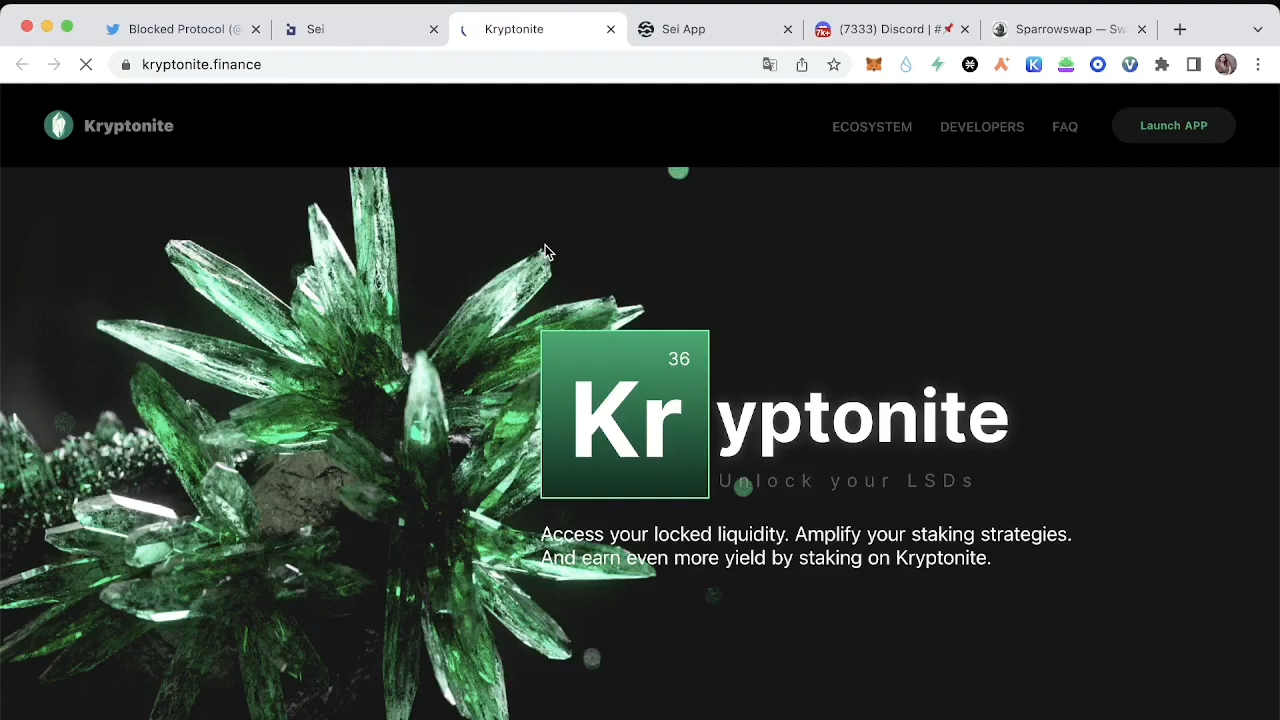 Blocked Protocol (@
Sei
Kryptonite
Sei App
(7333) Discord | #
Sparrowswap — Sw
kryptonite.finance
Kryptonite
ECOSYSTEM
DEVELOPERS
FAQ
Launch APP
36
Kryptonite
Unlock your LSDs
Access your locked liquidity. Amplify your staking strategies.
And earn even more yield by staking on Kryptonite.